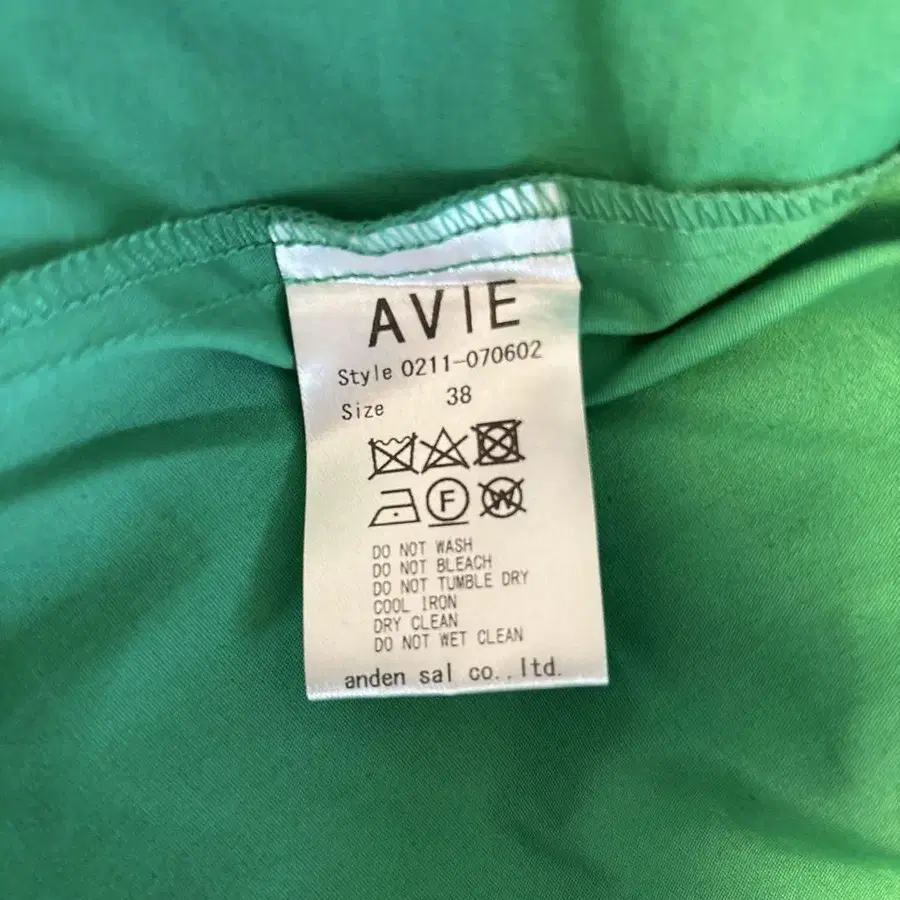 AVIE
Style 0211-070602
Size 38
F
W
DO NOT WASH
DO NOT BLEACH
DO NOT TUMBLE DRY
COOL IRON
DRY CLEAN
DO NOT WET CLEAN
anden sal co.,ltd.